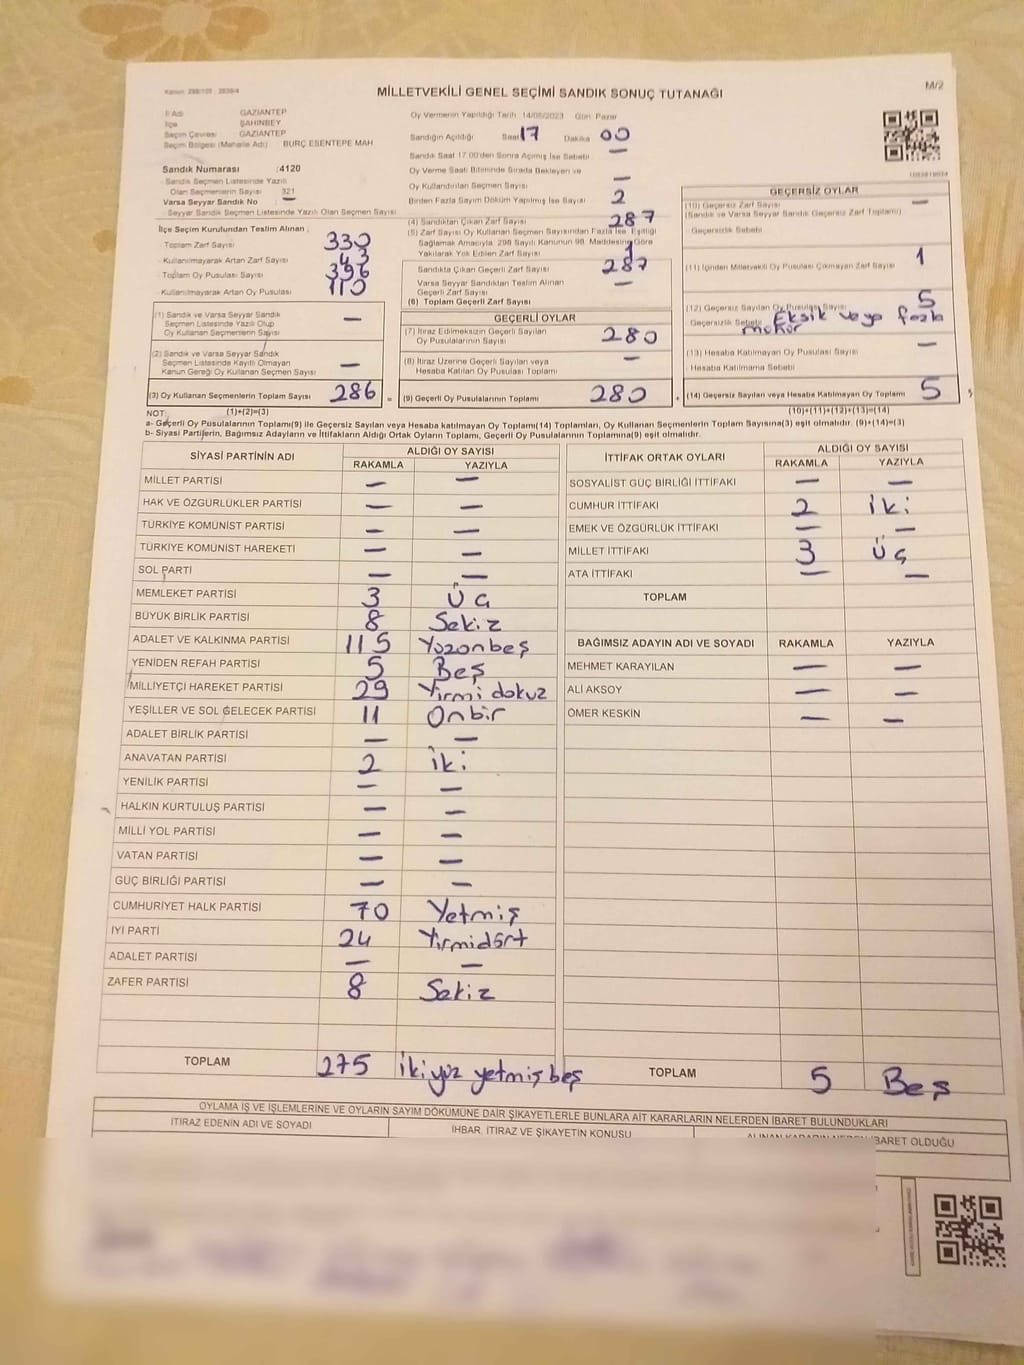 M/2
MİLLETVEKİLİ GENEL SEÇİMİ SANDIK SONUÇ TUTANAĞI
İl Adı GAZİANTEP
İlçe ŞAHİNBEY
Seçim Çevresi GAZİANTEP
Seçim Bölgesi (Mahalle Adı) BURÇ ESENTEPE MAH
Sandık Numarası :4120
Sandık Seçmen Listesinde Yazılı
Olan Seçmenlerin Sayısı 321
Varsa Seyyar Sandık No —
Seyyar Sandık Seçmen Listesinde Yazılı Olan Seçmen Sayısı
İlçe Seçim Kurulundan Teslim Alınan
Toplam Zarf Sayısı 330
Kullanılmayarak Artan Zarf Sayısı 43
Toplam Oy Pusulası Sayısı 396
Kullanılmayarak Artan Oy Pusulası 110
(1) Sandık ve Varsa Seyyar Sandık
Seçmen Listesinde Yazılı Olup
Oy Kullanan Seçmenlerin Sayısı —
(2) Sandık ve Varsa Seyyar Sandık
Seçmen Listesinde Kayıtlı Olmayan
Kanun Gereği Oy Kullanan Seçmen Sayısı —
(3) Oy Kullanan Seçmenlerin Toplam Sayısı 286
Oy Vermenin Yapıldığı Tarih 14/05/2023 Gün Pazar
Sandığın Açıldığı Saat 17 Dakika 00
Sandık Saat 17.00'den Sonra Açılmış İse Sebebi —
Oy Verme Saati Bitiminde Sırada Bekleyen ve
Oy Kullandırılan Seçmen Sayısı —
Birden Fazla Sayım Döküm Yapılmış İse Sayısı 2
(4) Sandıktan Çıkan Zarf Sayısı 287
(5) Zarf Sayısı Oy Kullanan Seçmen Sayısından Fazla İse, Eşitliği
Sağlamak Amacıyla, 298 Sayılı Kanunun 98. Maddesine Göre
Yakılarak Yok Edilen Zarf Sayısı 1
Sandıkta Çıkan Geçerli Zarf Sayısı 287
Varsa Seyyar Sandıktan Teslim Alınan
Geçerli Zarf Sayısı —
(6) Toplam Geçerli Zarf Sayısı
GEÇERLİ OYLAR
(7) İtiraz Edilmeksizin Geçerli Sayılan
Oy Pusulalarının Sayısı 280
(8) İtiraz Üzerine Geçerli Sayılan veya
Hesaba Katılan Oy Pusulası Toplamı —
(9) Geçerli Oy Pusulalarının Toplamı 280
GEÇERSİZ OYLAR
(10) Geçersiz Zarf Sayısı —
(Sandık ve Varsa Seyyar Sandık Geçersiz Zarf Toplamı)
Geçersizlik Sebebi
(11) İçinden Milletvekili Oy Pusulası Çıkmayan Zarf Sayısı 1
(12) Geçersiz Sayılan Oy Pusulası Sayısı 5
Geçersizlik Sebebi Eksik veya fazla
mühür
(13) Hesaba Katılmayan Oy Pusulası Sayısı —
Hesaba Katılmama Sebebi
(14) Geçersiz Sayılan veya Hesaba Katılmayan Oy Toplamı 5
NOT: (1)+(2)=(3) (10)+(11)+(12)+(13)=(14)
a- Geçerli Oy Pusulalarının Toplamı(9) ile Geçersiz Sayılan veya Hesaba katılmayan Oy Toplamı(14) Toplamları, Oy Kullanan Seçmenlerin Toplam Sayısına(3) eşit olmalıdır. (9)+(14)=(3)
b- Siyasi Partilerin, Bağımsız Adayların ve İttifakların Aldığı Ortak Oyların Toplamı, Geçerli Oy Pusulalarının Toplamına(9) eşit olmalıdır.
SİYASİ PARTİNİN ADI ALDIĞI OY SAYISI
RAKAMLA YAZIYLA
MİLLET PARTİSİ — —
HAK VE ÖZGÜRLÜKLER PARTİSİ — —
TÜRKİYE KOMÜNİST PARTİSİ — —
TÜRKİYE KOMÜNİST HAREKETİ — —
SOL PARTİ — —
MEMLEKET PARTİSİ 3 Üç
BÜYÜK BİRLİK PARTİSİ 8 Sekiz
ADALET VE KALKINMA PARTİSİ 115 Yüzonbeş
YENİDEN REFAH PARTİSİ 5 Beş
MİLLİYETÇİ HAREKET PARTİSİ 29 Yirmi dokuz
YEŞİLLER VE SOL GELECEK PARTİSİ 11 Onbir
ADALET BİRLİK PARTİSİ — —
ANAVATAN PARTİSİ 2 İki
YENİLİK PARTİSİ — —
HALKIN KURTULUŞ PARTİSİ — —
MİLLİ YOL PARTİSİ — —
VATAN PARTİSİ — —
GÜÇ BİRLİĞİ PARTİSİ — —
CUMHURİYET HALK PARTİSİ 70 Yetmiş
İYİ PARTİ 24 Yirmidört
ADALET PARTİSİ — —
ZAFER PARTİSİ 8 Sekiz
TOPLAM 275 İkiyüz yetmiş beş
İTTİFAK ORTAK OYLARI ALDIĞI OY SAYISI
RAKAMLA YAZIYLA
SOSYALİST GÜÇ BİRLİĞİ İTTİFAKI — —
CUMHUR İTTİFAKI 2 İki
EMEK VE ÖZGÜRLÜK İTTİFAKI — —
MİLLET İTTİFAKI 3 Üç
ATA İTTİFAKI — —
TOPLAM
BAĞIMSIZ ADAYIN ADI VE SOYADI RAKAMLA YAZIYLA
MEHMET KARAYILAN — —
ALİ AKSOY — —
ÖMER KESKİN — —
TOPLAM 5 Beş
OYLAMA İŞ VE İŞLEMLERİNE VE OYLARIN SAYIM DÖKÜMÜNE DAİR ŞİKAYETLERLE BUNLARA AİT KARARLARIN NELERDEN İBARET BULUNDUKLARI
İTİRAZ EDENİN ADI VE SOYADI İHBAR, İTİRAZ VE ŞİKAYETİN KONUSU ALINAN KARARIN NEDEN İBARET OLDUĞU